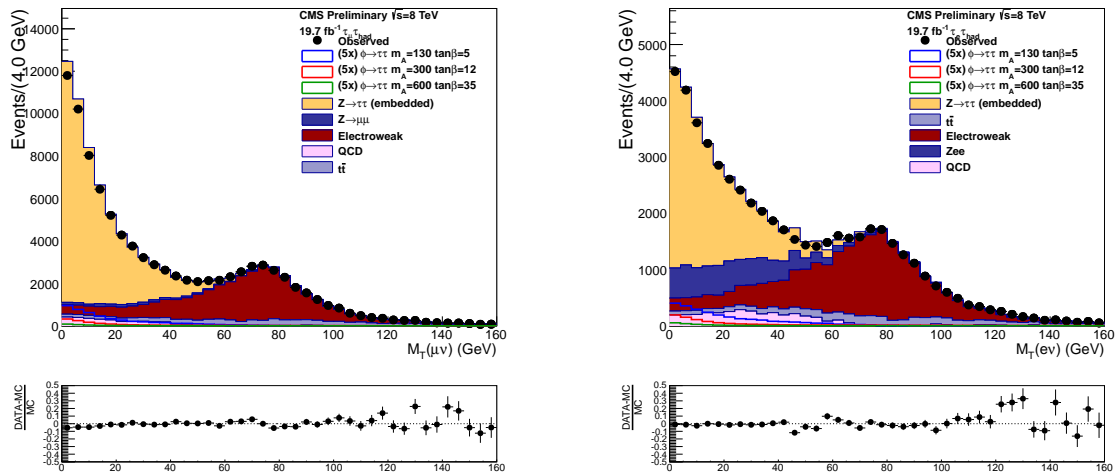 CMS Preliminary √s=8 TeV
19.7 fb⁻¹ τ_μ τ_had
Observed
(5x) ϕ→ττ m_A=130 tanβ=5
(5x) ϕ→ττ m_A=300 tanβ=12
(5x) ϕ→ττ m_A=600 tanβ=35
Z→ττ (embedded)
Z→μμ
Electroweak
QCD
tt̄
Events/(4.0 GeV)
14000
12000
10000
8000
6000
4000
2000
0
0 20 40 60 80 100 120 140 160
M_T(μν) (GeV)
DATA-MC
MC
0.5
0.4
0.3
0.2
0.1
0
-0.1
-0.2
-0.3
-0.4
-0.5
0 20 40 60 80 100 120 140 160
CMS Preliminary √s=8 TeV
19.7 fb⁻¹ τ_e τ_had
Observed
(5x) ϕ→ττ m_A=130 tanβ=5
(5x) ϕ→ττ m_A=300 tanβ=12
(5x) ϕ→ττ m_A=600 tanβ=35
Z→ττ (embedded)
tt̄
Electroweak
Zee
QCD
Events/(4.0 GeV)
5000
4000
3000
2000
1000
0
0 20 40 60 80 100 120 140 160
M_T(eν) (GeV)
DATA-MC
MC
0.5
0.4
0.3
0.2
0.1
0
-0.1
-0.2
-0.3
-0.4
-0.5
0 20 40 60 80 100 120 140 160